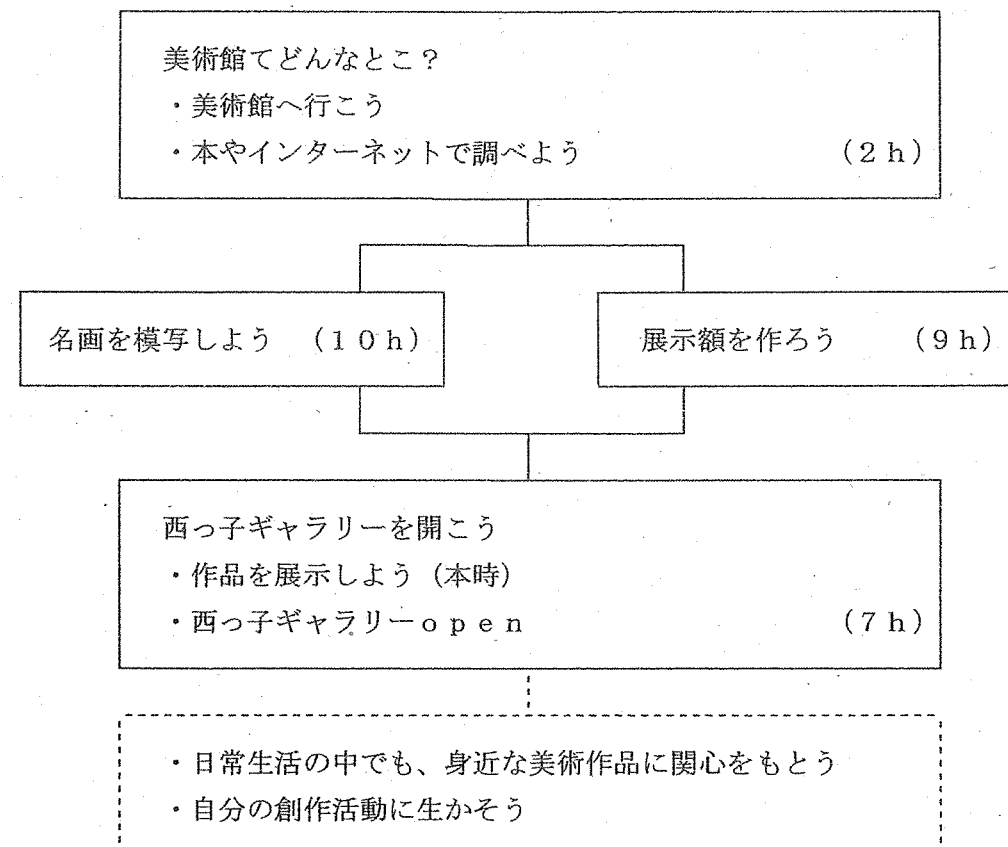 美術館てどんなとこ？
・美術館へ行こう
・本やインターネットで調べよう （２ｈ）
名画を模写しよう （１０ｈ）
展示額を作ろう （９ｈ）
西っ子ギャラリーを開こう
・作品を展示しよう（本時）
・西っ子ギャラリーｏｐｅｎ （７ｈ）
・日常生活の中でも、身近な美術作品に関心をもとう
・自分の創作活動に生かそう